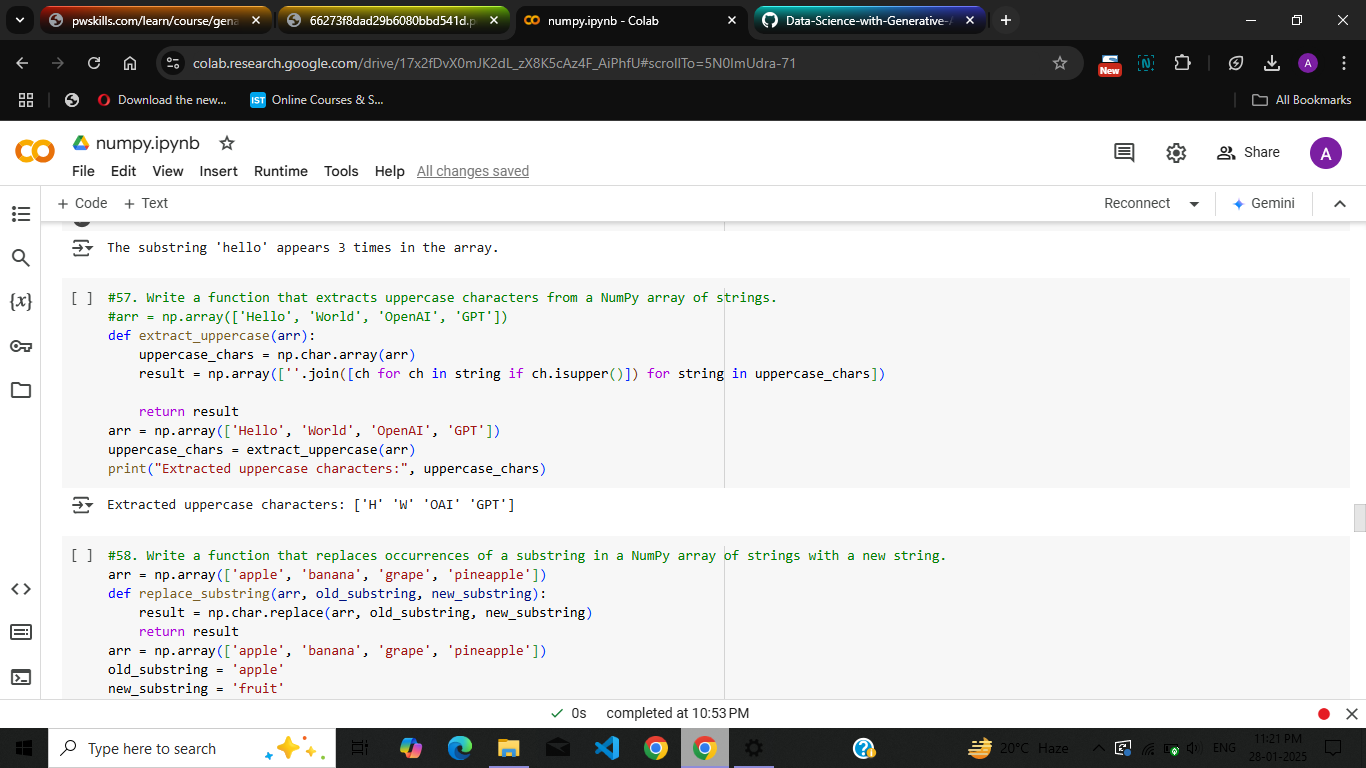 pwskills.com/learn/course/gena
66273f8dad29b6080bbd541d.p
numpy.ipynb - Colab
Data-Science-with-Generative-
colab.research.google.com/drive/17x2fDvX0mJK2dL_zX8K5cAz4F_AiPhfU#scrollTo=5N0ImUdra-71
New
N
A
Download the new...
IST
Online Courses & S...
All Bookmarks
numpy.ipynb
File Edit View Insert Runtime Tools Help All changes saved
Share
A
+ Code + Text
Reconnect
Gemini
The substring 'hello' appears 3 times in the array.
[ ] #57. Write a function that extracts uppercase characters from a NumPy array of strings.
#arr = np.array(['Hello', 'World', 'OpenAI', 'GPT'])
def extract_uppercase(arr):
    uppercase_chars = np.char.array(arr)
    result = np.array([''.join([ch for ch in string if ch.isupper()]) for string in uppercase_chars])
    return result
arr = np.array(['Hello', 'World', 'OpenAI', 'GPT'])
uppercase_chars = extract_uppercase(arr)
print("Extracted uppercase characters:", uppercase_chars)
Extracted uppercase characters: ['H' 'W' 'OAI' 'GPT']
[ ] #58. Write a function that replaces occurrences of a substring in a NumPy array of strings with a new string.
arr = np.array(['apple', 'banana', 'grape', 'pineapple'])
def replace_substring(arr, old_substring, new_substring):
    result = np.char.replace(arr, old_substring, new_substring)
    return result
arr = np.array(['apple', 'banana', 'grape', 'pineapple'])
old_substring = 'apple'
new_substring = 'fruit'
{x}
0s completed at 10:53 PM
Type here to search
20°C Haze
ENG
11:21 PM
28-01-2025